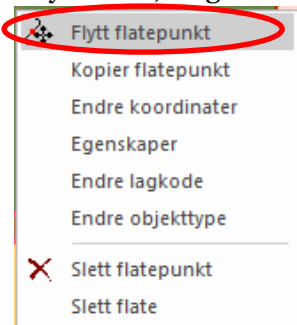 Flytt flatepunkt
Kopier flatepunkt
Endre koordinater
Egenskaper
Endre lagkode
Endre objekttype
Slett flatepunkt
Slett flate